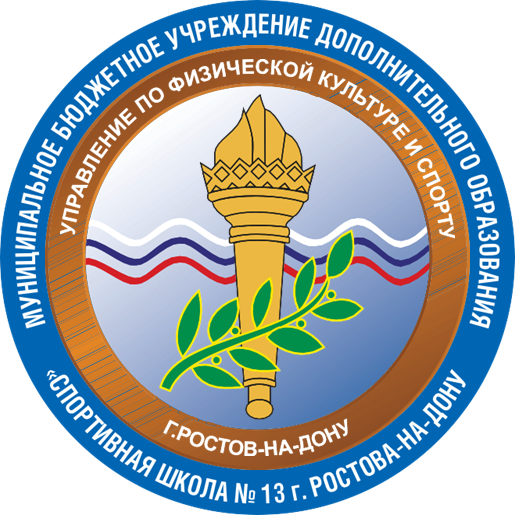 МУНИЦИПАЛЬНОЕ БЮДЖЕТНОЕ УЧРЕЖДЕНИЕ ДОПОЛНИТЕЛЬНОГО ОБРАЗОВАНИЯ
УПРАВЛЕНИЕ ПО ФИЗИЧЕСКОЙ КУЛЬТУРЕ И СПОРТУ
Г.РОСТОВ-НА-ДОНУ
«СПОРТИВНАЯ ШКОЛА № 13 г. РОСТОВА-НА-ДОНУ